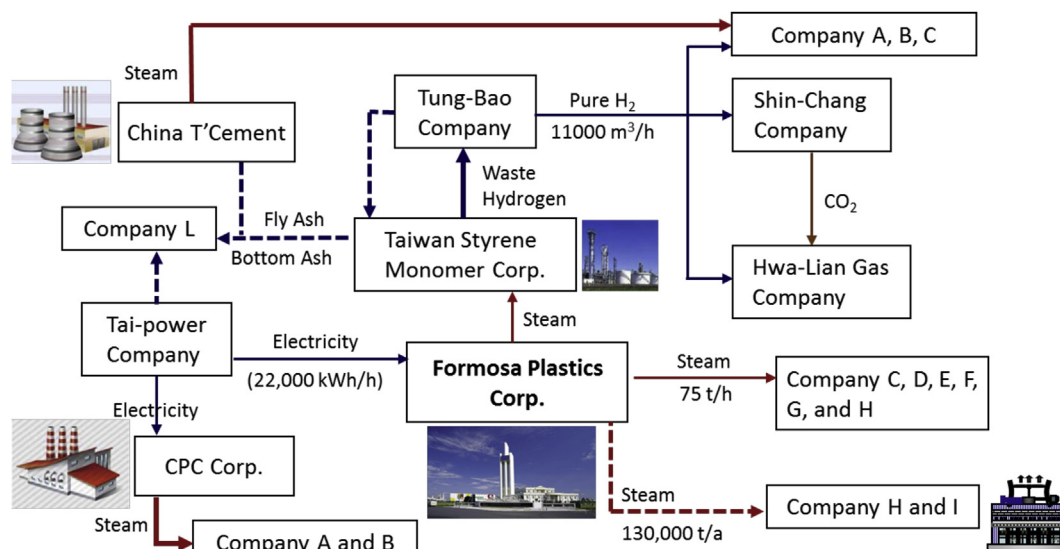 Company A, B, C
Steam
China T'Cement
Tung-Bao
Company
Pure H₂
11000 m³/h
Shin-Chang
Company
Waste
Hydrogen
CO₂
Company L
Fly Ash
Bottom Ash
Taiwan Styrene
Monomer Corp.
Hwa-Lian Gas
Company
Steam
Tai-power
Company
Electricity
(22,000 kWh/h)
Formosa Plastics
Corp.
Steam
75 t/h
Company C, D, E, F,
G, and H
Electricity
CPC Corp.
Steam
130,000 t/a
Company H and I
Steam
Company A and B